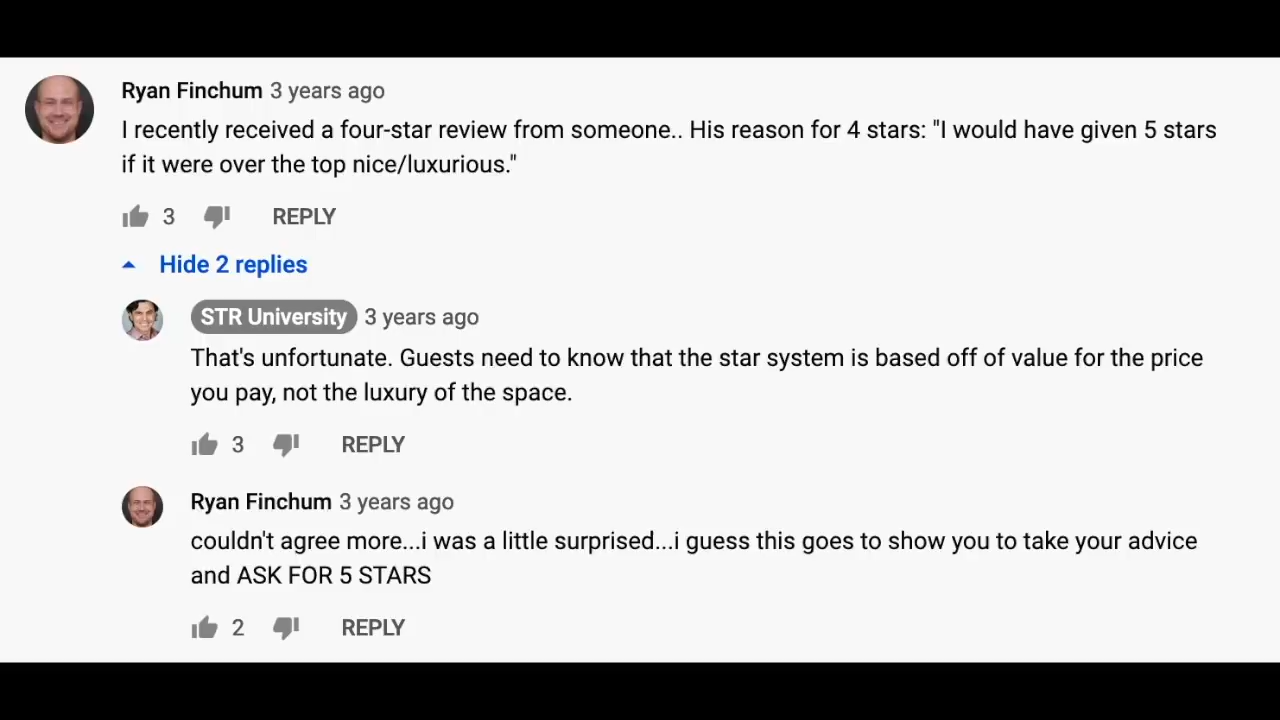 Ryan Finchum 3 years ago
I recently received a four-star review from someone.. His reason for 4 stars: "I would have given 5 stars
if it were over the top nice/luxurious."
3 REPLY
Hide 2 replies
STR University 3 years ago
That's unfortunate. Guests need to know that the star system is based off of value for the price
you pay, not the luxury of the space.
3 REPLY
Ryan Finchum 3 years ago
couldn't agree more...i was a little surprised...i guess this goes to show you to take your advice
and ASK FOR 5 STARS
2 REPLY